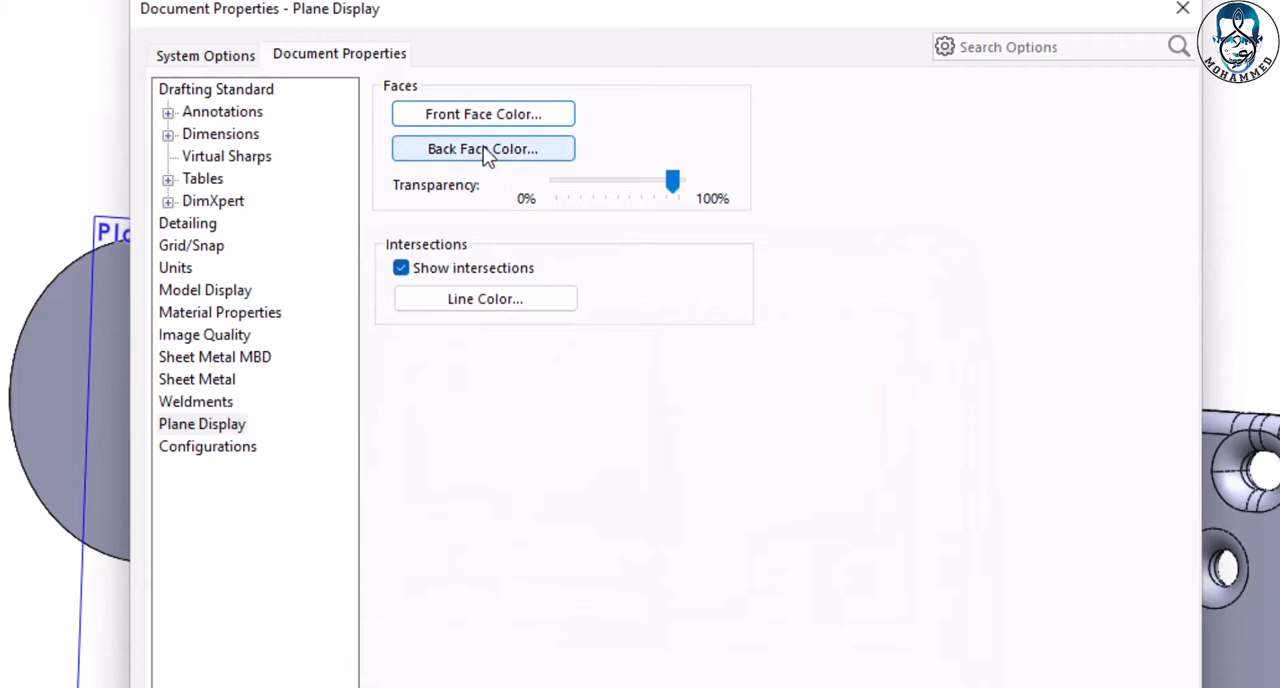 Document Properties - Plane Display
System Options
Document Properties
Search Options
MOHAMMED
Drafting Standard
Annotations
Dimensions
Virtual Sharps
Tables
DimXpert
Detailing
Grid/Snap
Units
Model Display
Material Properties
Image Quality
Sheet Metal MBD
Sheet Metal
Weldments
Plane Display
Configurations
Faces
Front Face Color...
Back Face Color...
Transparency:
0%
100%
Intersections
Show intersections
Line Color...